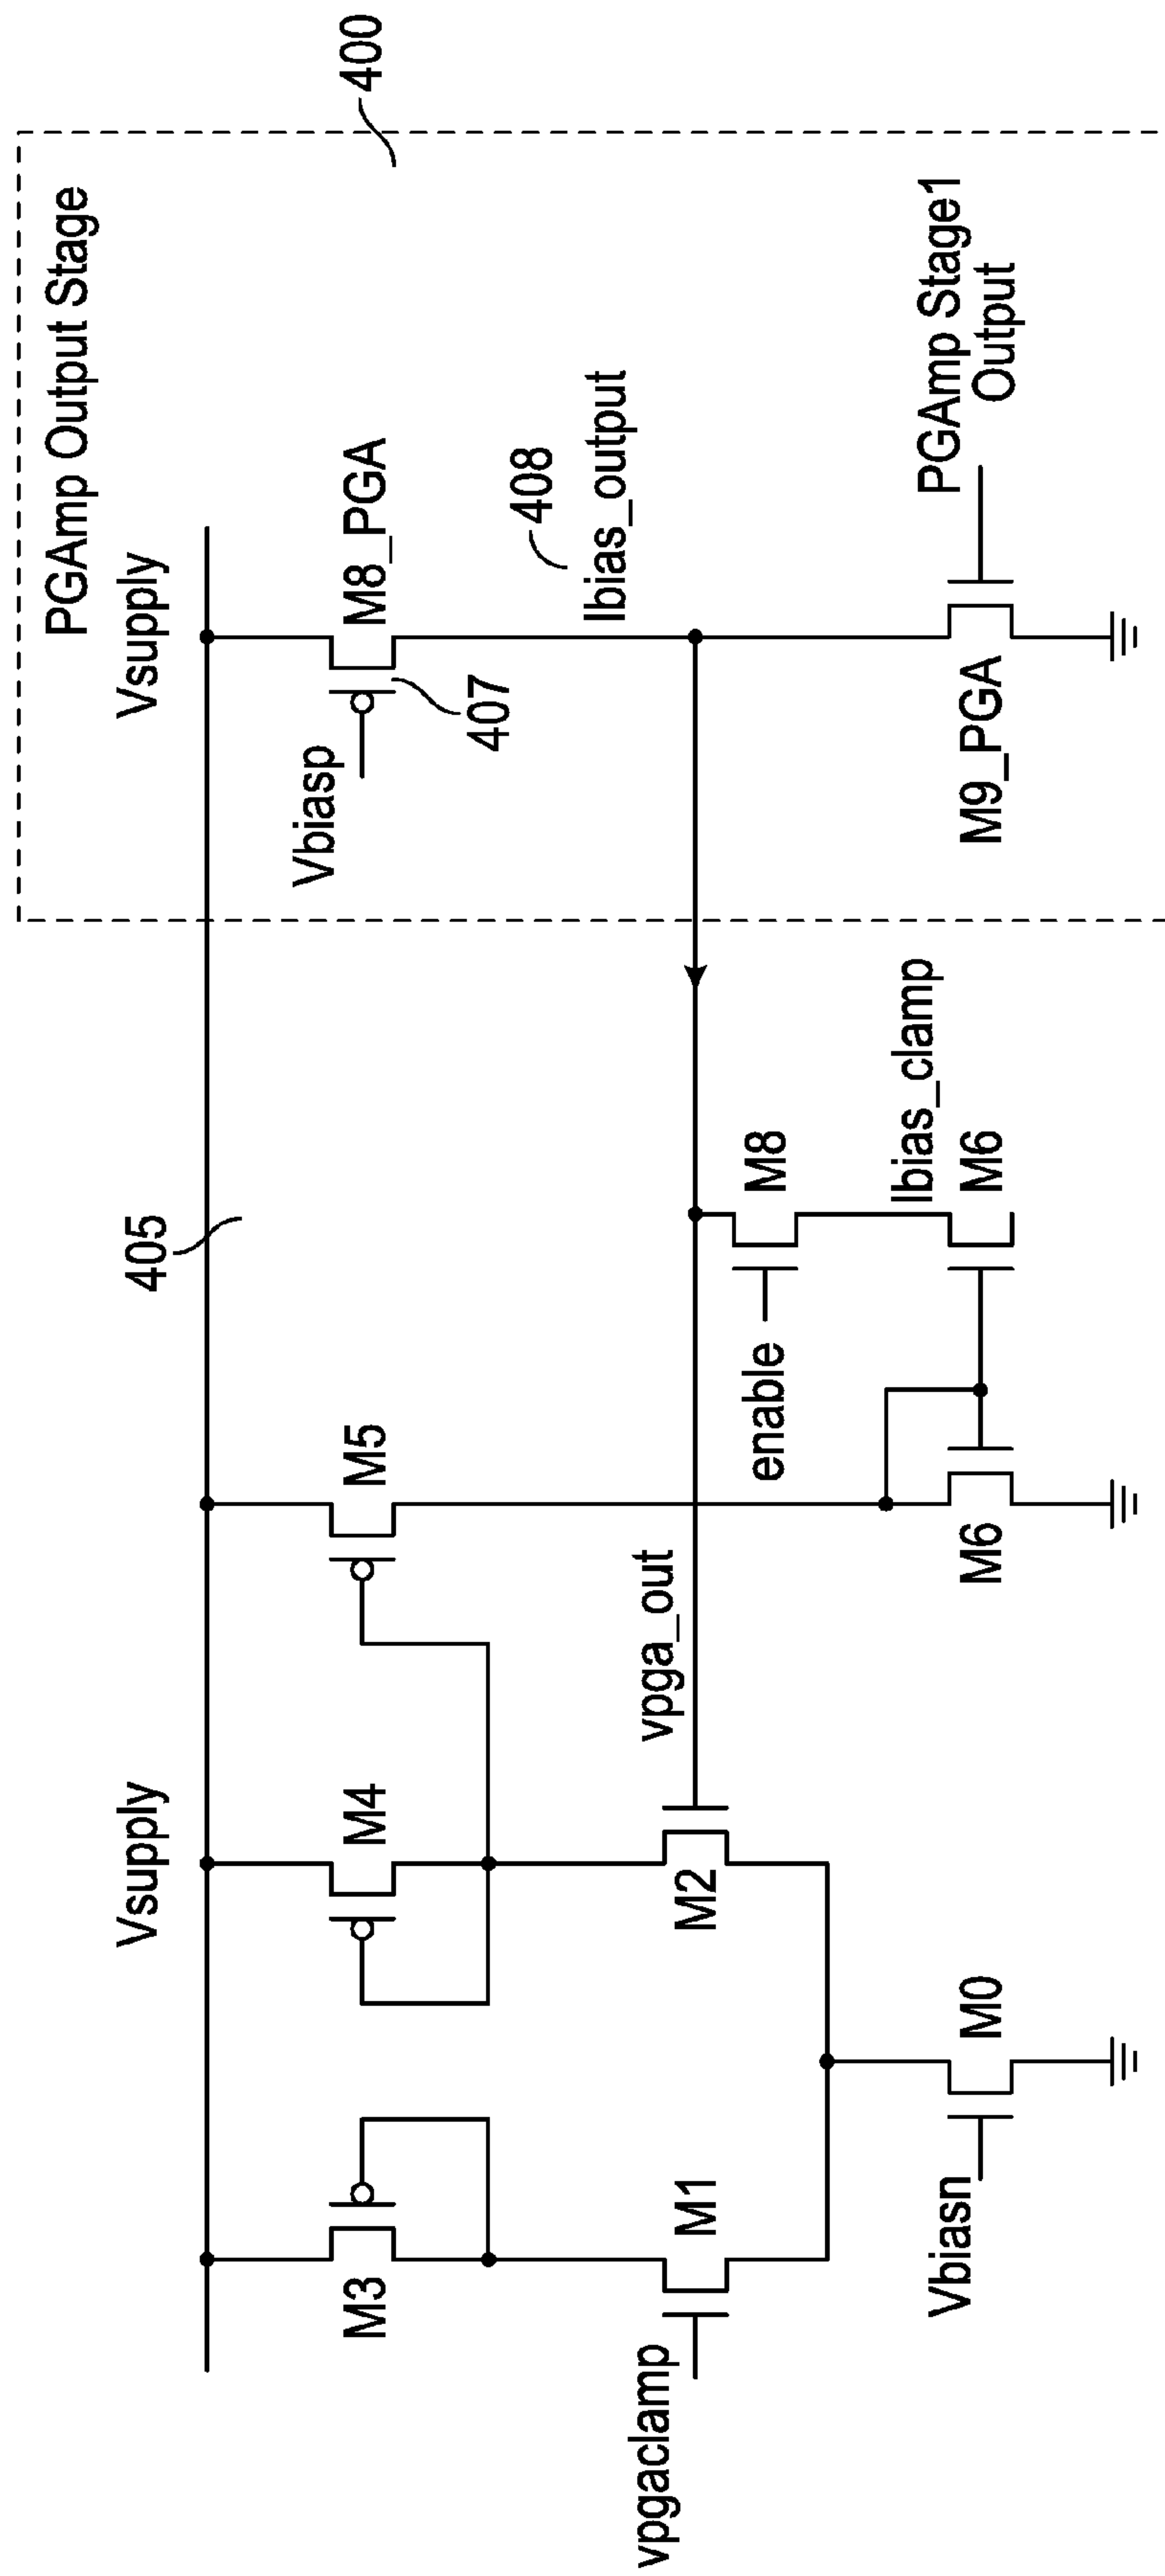 PGAmp Output Stage
400
Vsupply
Vsupply
405
M3
M4
M5
Vbiasp
M8_PGA
407
408
Ibias_output
vpgaclamp
M1
M2
vpga_out
enable
M8
Ibias_clamp
Vbiasn
M0
M6
M6
M9_PGA
PGAmp Stage1
Output